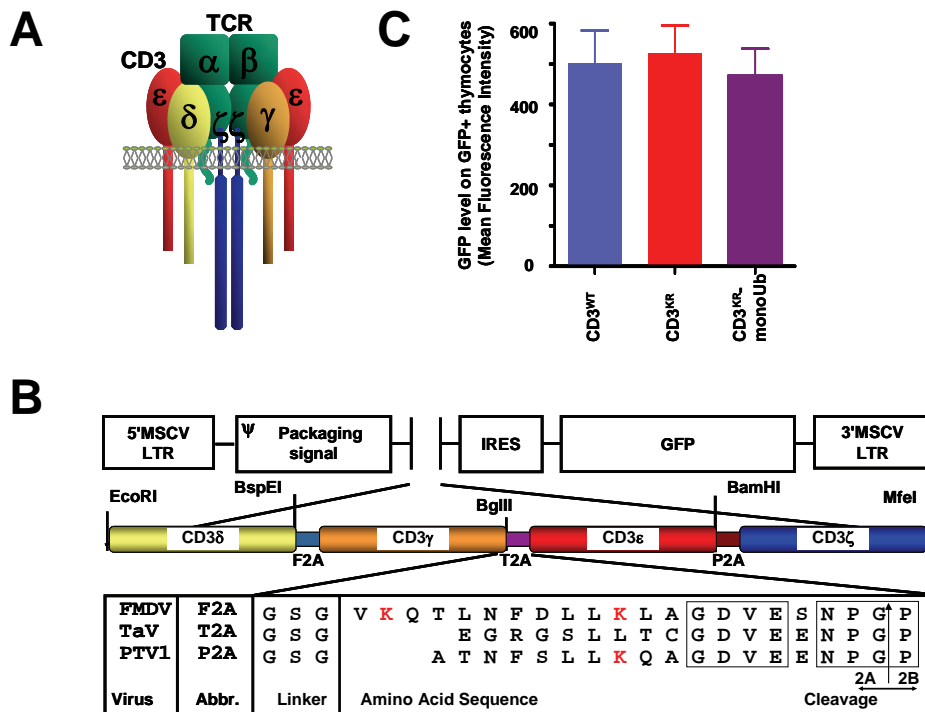 A
TCR
CD3
α β
ε ε
δ γ
ζ ζ
C
GFP level on GFP+ thymocytes
(Mean Fluorescence Intensity)
600
400
200
0
CD3WT
CD3KR
CD3KR-
monoUb
B
5'MSCV
LTR
Ψ Packaging
signal
IRES
GFP
3'MSCV
LTR
EcoRI
BspEI
BglII
BamHI
MfeI
CD3δ
CD3γ
CD3ε
CD3ζ
F2A
T2A
P2A
FMDV F2A G S G V K Q T L N F D L L K L A G D V E S N P G P
TaV T2A G S G E G R G S L L T C G D V E E N P G P
PTV1 P2A G S G A T N F S L L K Q A G D V E E N P G P
2A 2B
Virus Abbr. Linker Amino Acid Sequence Cleavage